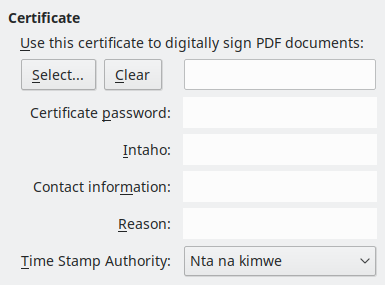 Certificate
Use this certificate to digitally sign PDF documents:
Select... Clear
Certificate password:
Intaho:
Contact information:
Reason:
Time Stamp Authority: Nta na kimwe